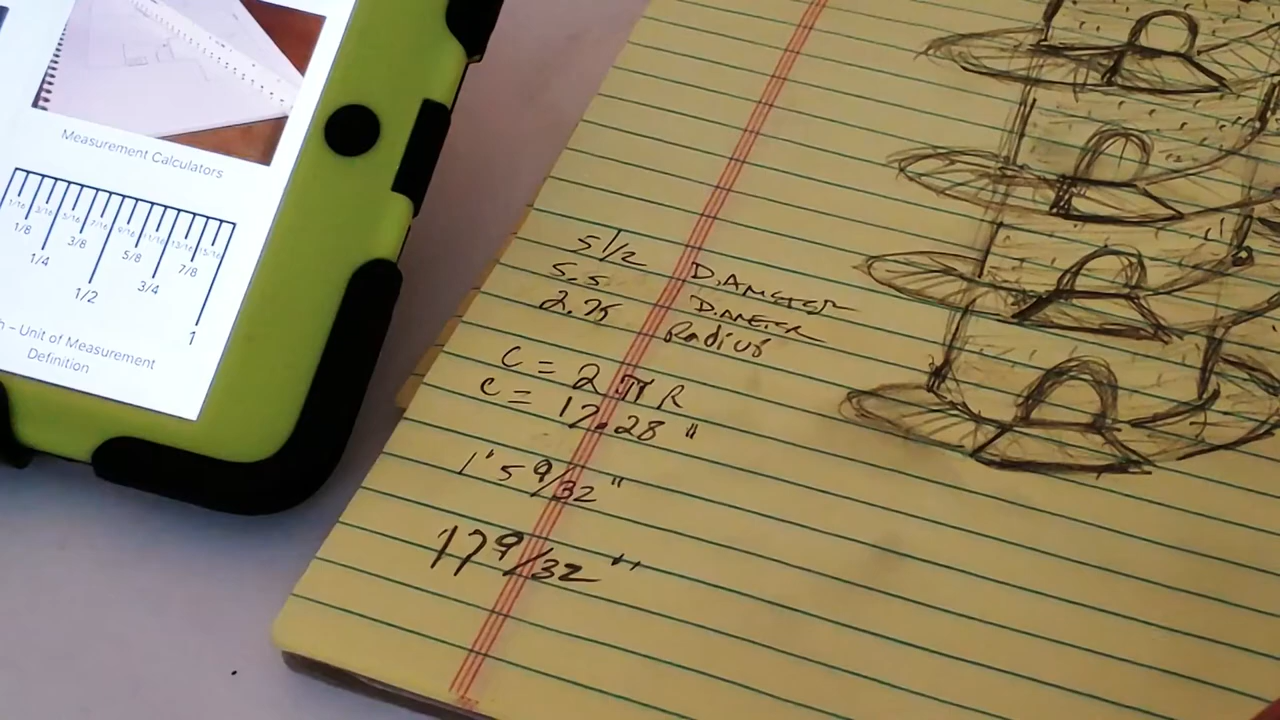 Measurement Calculators
1/16 3/16 5/16 7/16 9/16 11/16 13/16 15/16
1/8 3/8 5/8 7/8
1/4 3/4
1/2
1
h – Unit of Measurement
Definition
5 1/2 DiAMETER
5.5 DiAMETER
2.75 Radius
C = 2 π R
C = 17.28 "
1' 5 9/32"
17 9/32"